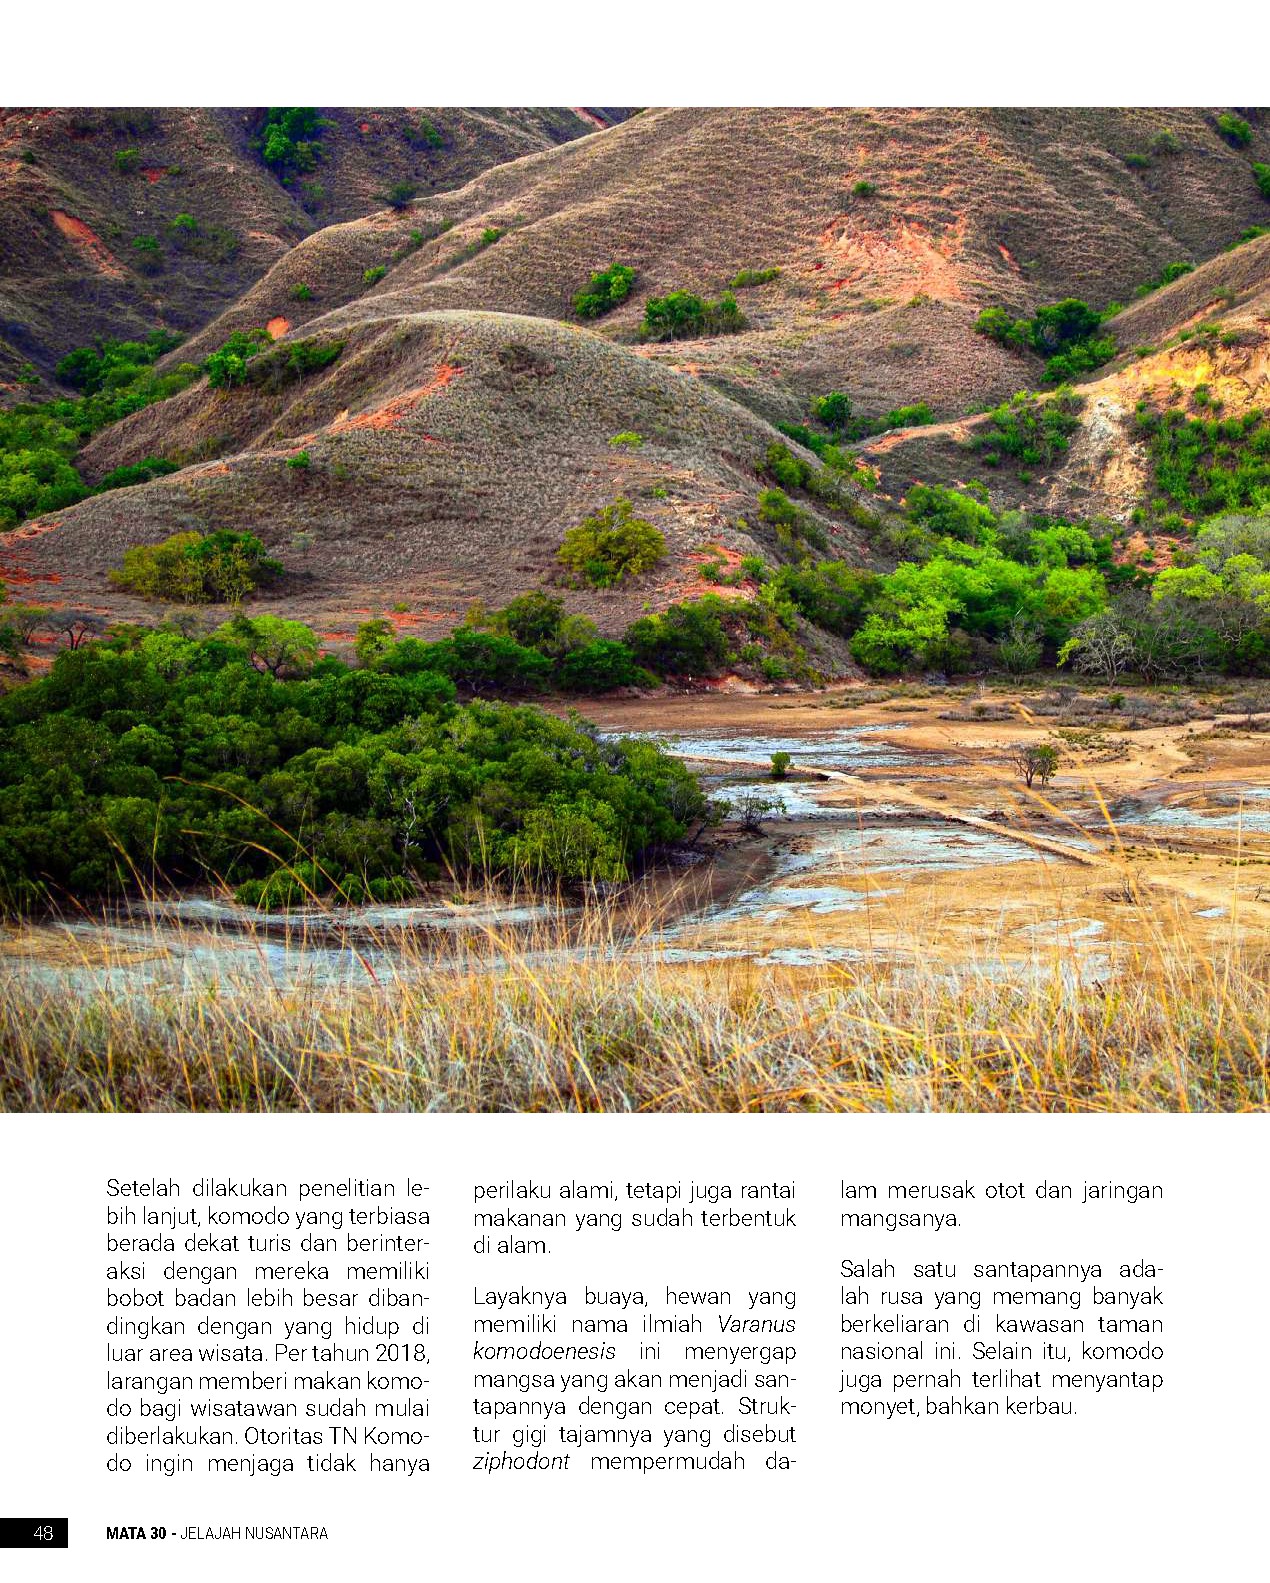 Setelah dilakukan penelitian le-
bih lanjut, komodo yang terbiasa
berada dekat turis dan berinter-
aksi dengan mereka memiliki
bobot badan lebih besar diban-
dingkan dengan yang hidup di
luar area wisata. Per tahun 2018,
larangan memberi makan komo-
do bagi wisatawan sudah mulai
diberlakukan. Otoritas TN Komo-
do ingin menjaga tidak hanya
perilaku alami, tetapi juga rantai
makanan yang sudah terbentuk
di alam.
Layaknya buaya, hewan yang
memiliki nama ilmiah Varanus
komodoenesis ini menyergap
mangsa yang akan menjadi san-
tapannya dengan cepat. Struk-
tur gigi tajamnya yang disebut
ziphodont mempermudah da-
lam merusak otot dan jaringan
mangsanya.
Salah satu santapannya ada-
lah rusa yang memang banyak
berkeliaran di kawasan taman
nasional ini. Selain itu, komodo
juga pernah terlihat menyantap
monyet, bahkan kerbau.
48 MATA 30 - JELAJAH NUSANTARA